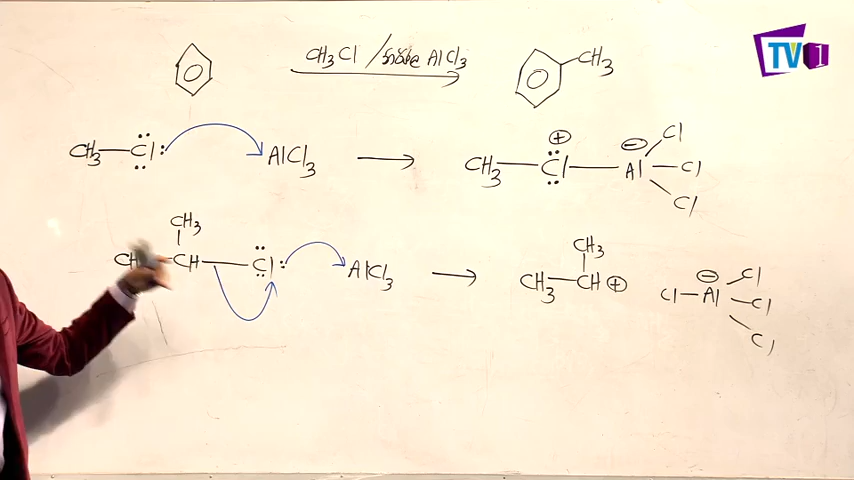 CH₃Cl / නිර්ජලීය AlCl₃
CH₃
CH₃—Cl: AlCl₃ → CH₃—Cl—Al
⊕ ⊖
Cl
Cl
Cl
CH₃
CH—Cl: AlCl₃ → CH₃—CH⊕ Cl—Al
CH₃
⊖
Cl
Cl
Cl
TV1